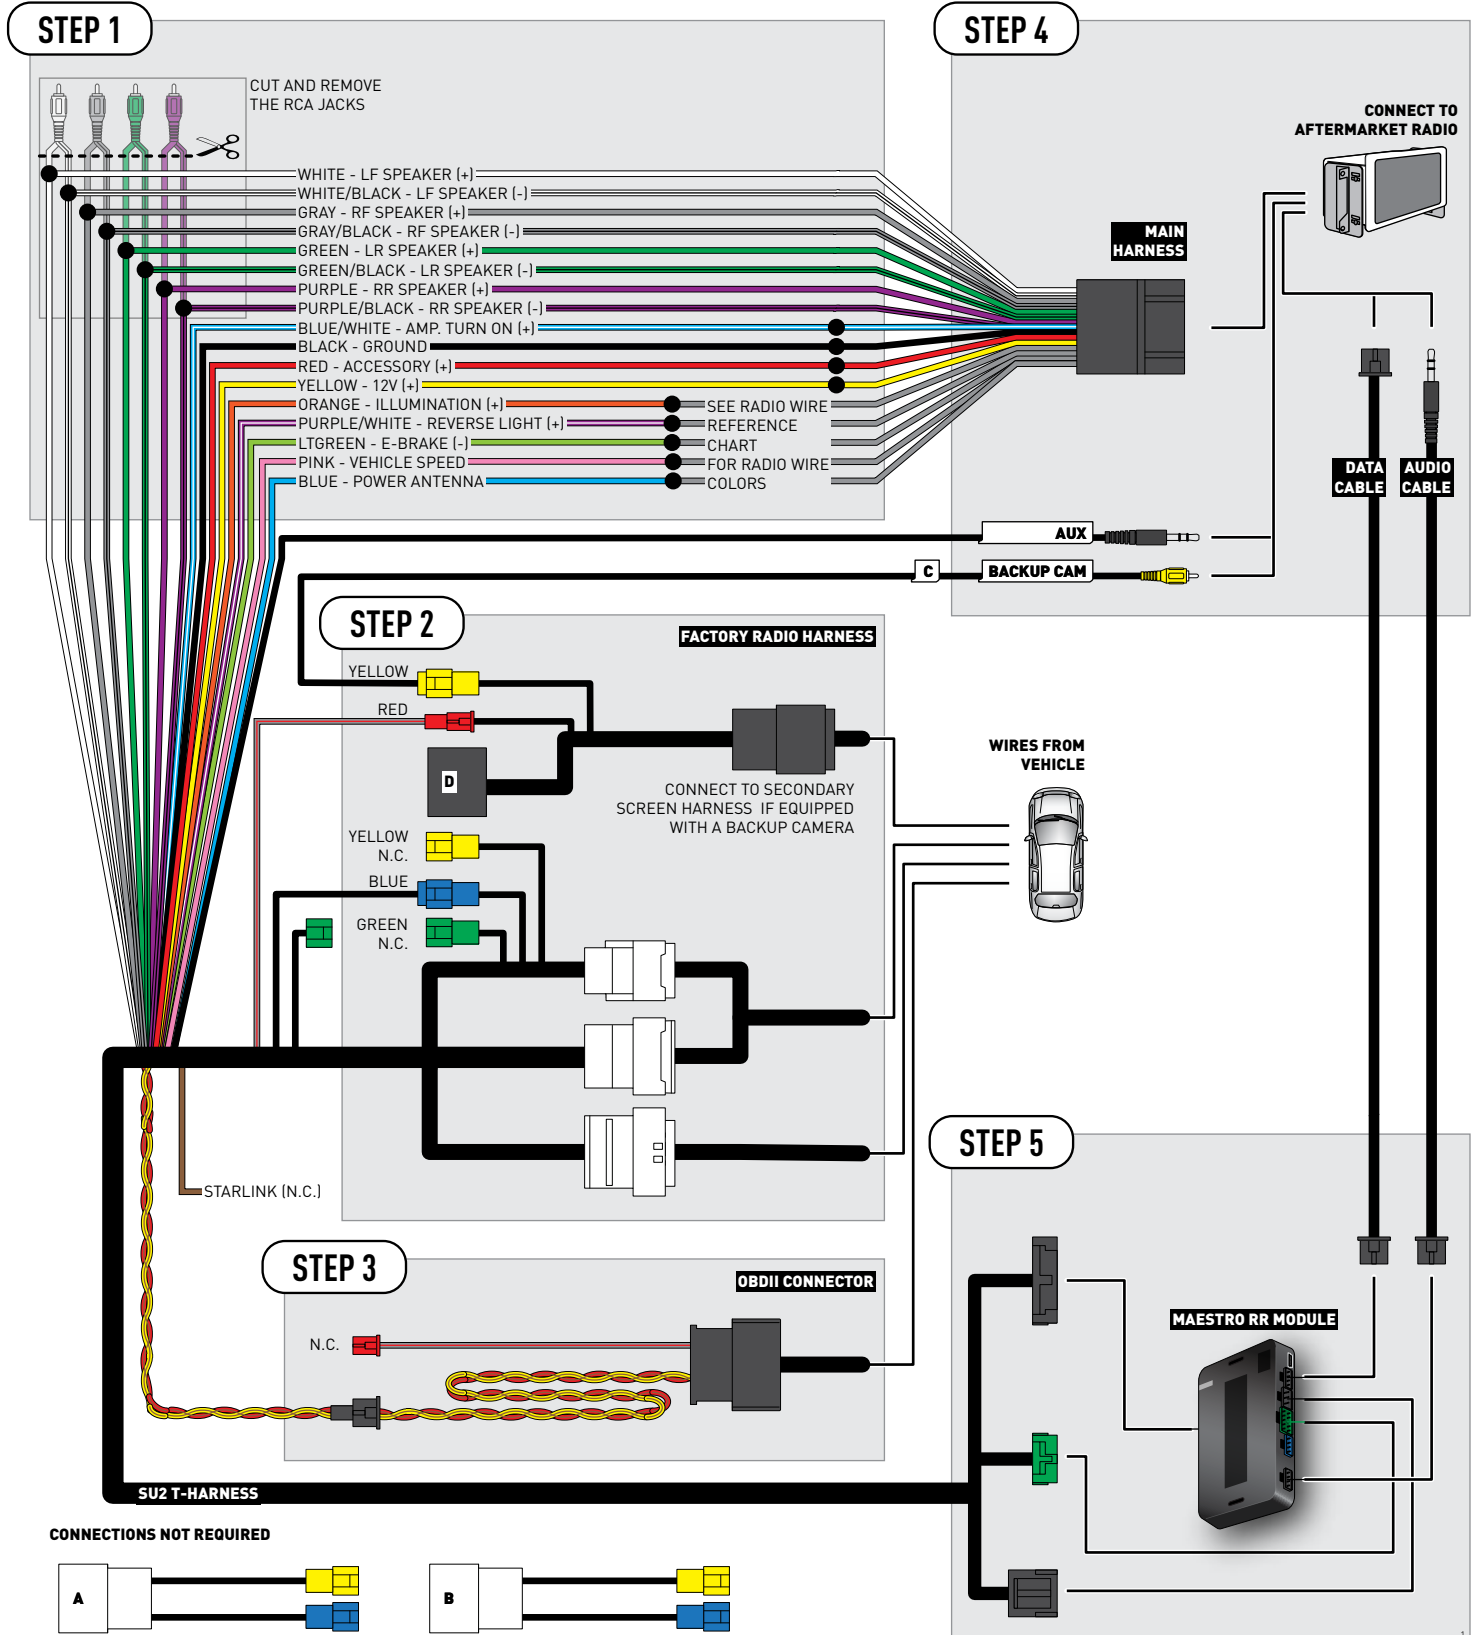 STEP 1
CUT AND REMOVE
THE RCA JACKS
WHITE - LF SPEAKER (+)
WHITE/BLACK - LF SPEAKER (-)
GRAY - RF SPEAKER (+)
GRAY/BLACK - RF SPEAKER (-)
GREEN - LR SPEAKER (+)
GREEN/BLACK - LR SPEAKER (-)
PURPLE - RR SPEAKER (+)
PURPLE/BLACK - RR SPEAKER (-)
BLUE/WHITE - AMP. TURN ON (+)
BLACK - GROUND
RED - ACCESSORY (+)
YELLOW - 12V (+)
ORANGE - ILLUMINATION (+)
PURPLE/WHITE - REVERSE LIGHT (+)
LTGREEN - E-BRAKE (-)
PINK - VEHICLE SPEED
BLUE - POWER ANTENNA
SEE RADIO WIRE
REFERENCE
CHART
FOR RADIO WIRE
COLORS
STEP 4
CONNECT TO
AFTERMARKET RADIO
MAIN
HARNESS
DATA
CABLE
AUDIO
CABLE
AUX
C
BACKUP CAM
STEP 2
FACTORY RADIO HARNESS
YELLOW
RED
D
CONNECT TO SECONDARY
SCREEN HARNESS IF EQUIPPED
WITH A BACKUP CAMERA
WIRES FROM
VEHICLE
YELLOW
N.C.
BLUE
GREEN
N.C.
STARLINK (N.C.)
STEP 3
OBDII CONNECTOR
N.C.
STEP 5
MAESTRO RR MODULE
SU2 T-HARNESS
CONNECTIONS NOT REQUIRED
A
B
1